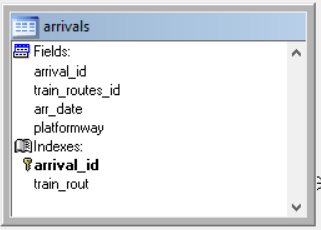 arrivals
Fields:
arrival_id
train_routes_id
arr_date
platformway
Indexes:
arrival_id
train_rout